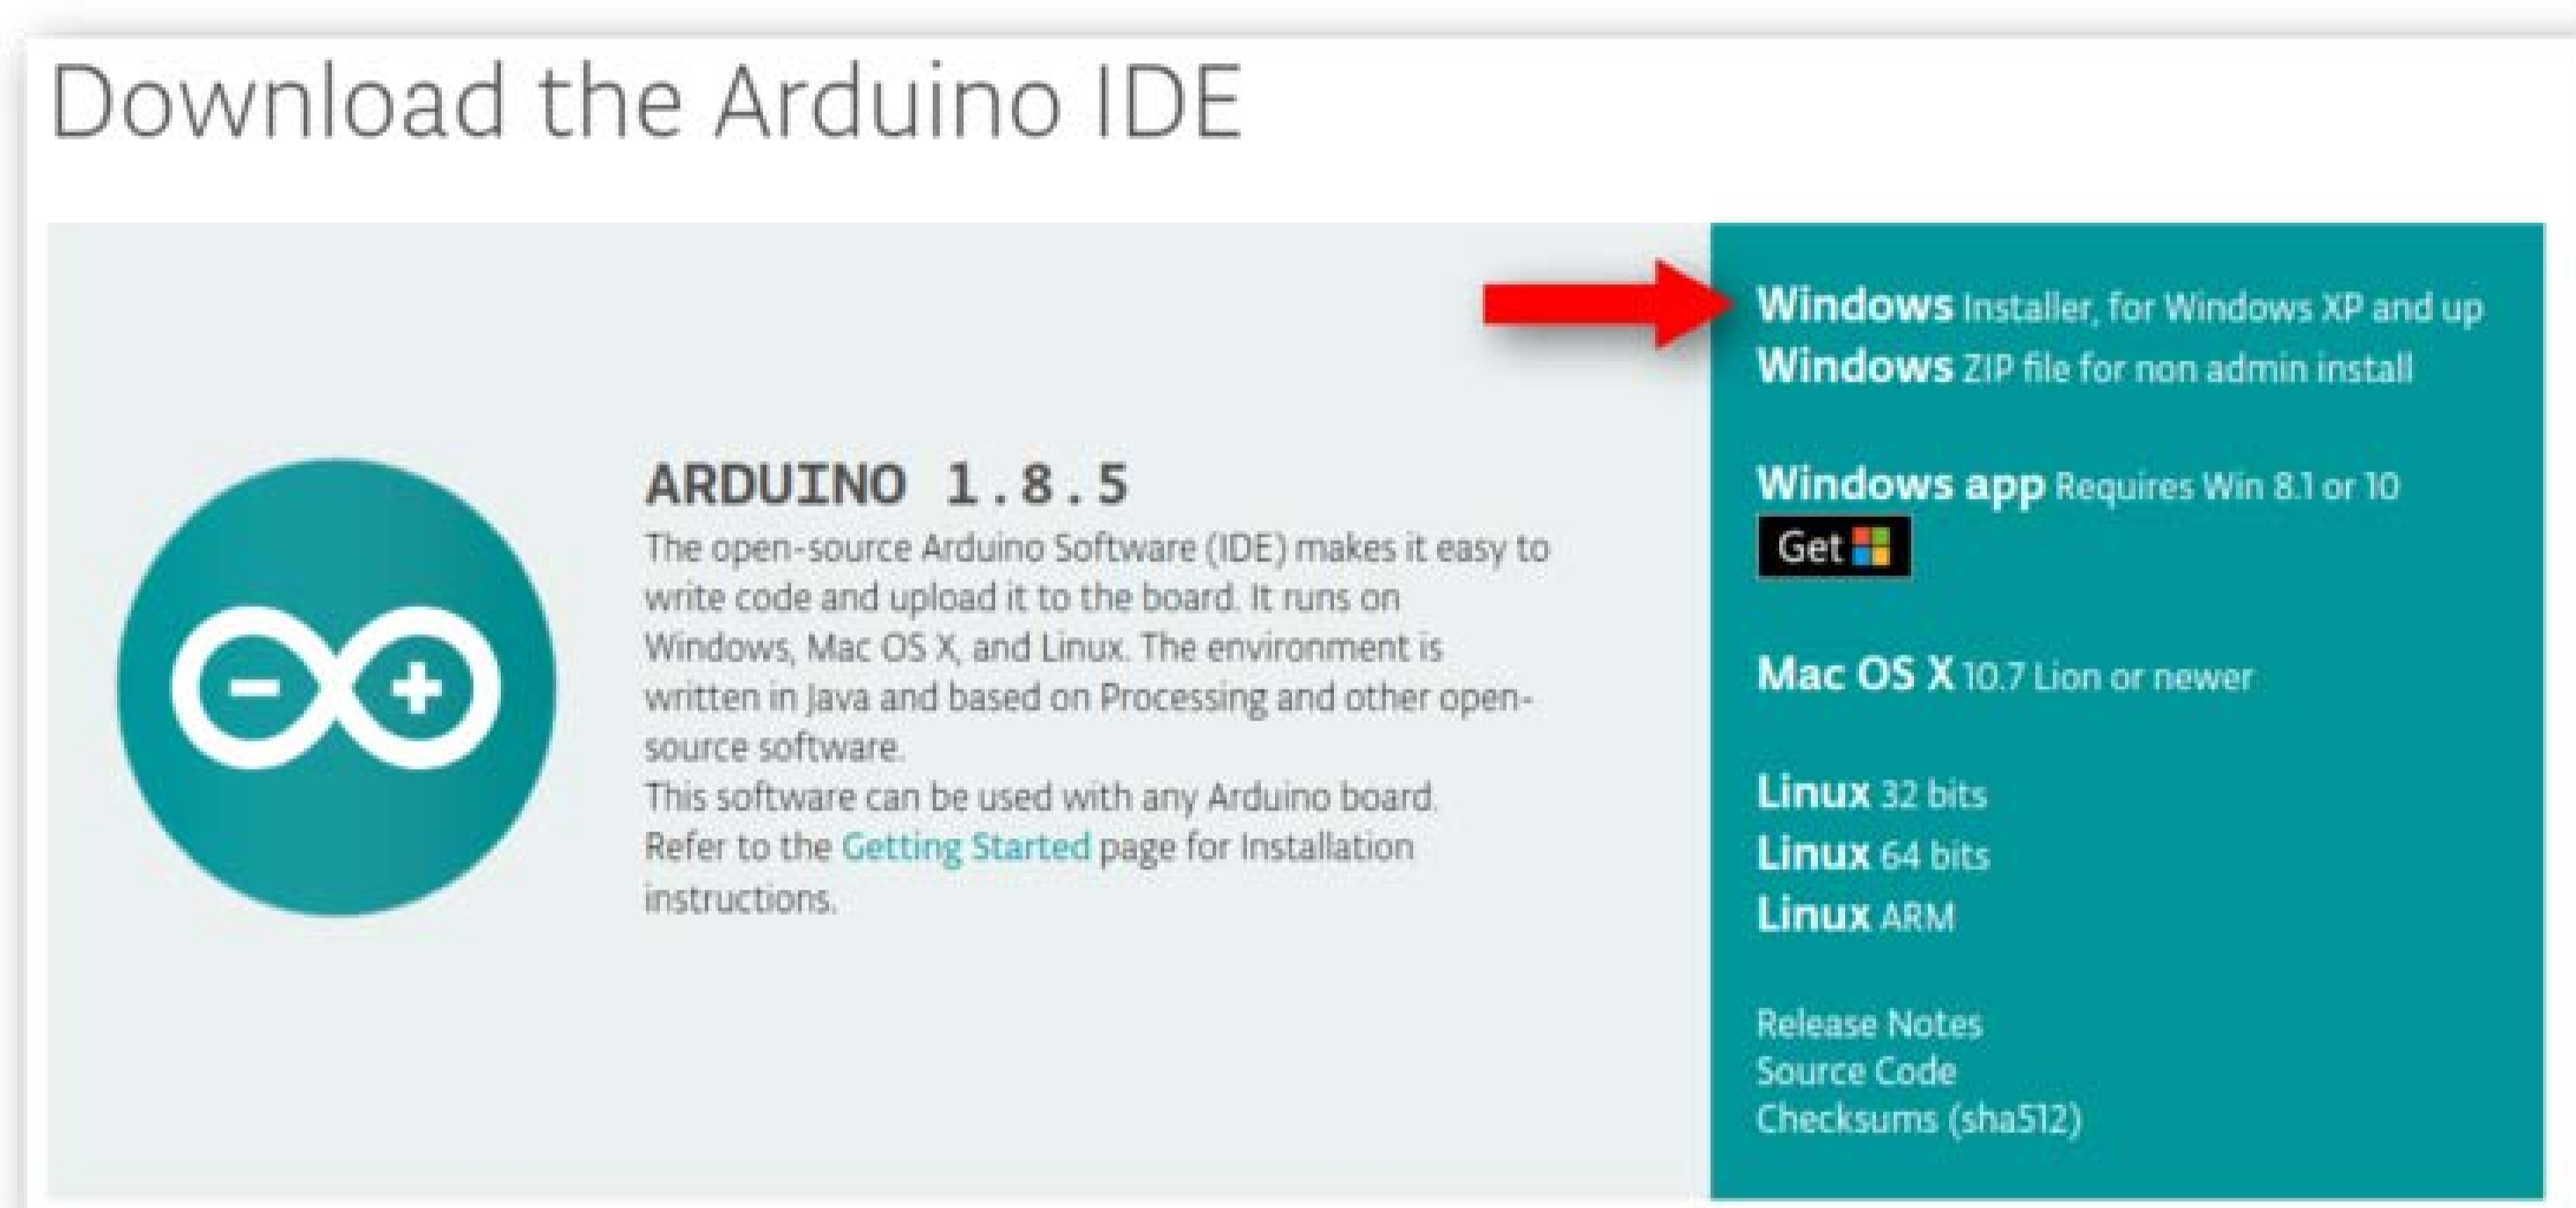 Download the Arduino IDE
ARDUINO 1.8.5
The open-source Arduino Software (IDE) makes it easy to
write code and upload it to the board. It runs on
Windows, Mac OS X, and Linux. The environment is
written in Java and based on Processing and other open-
source software.
This software can be used with any Arduino board.
Refer to the Getting Started page for Installation
instructions.
Windows Installer, for Windows XP and up
Windows ZIP file for non admin install
Windows app Requires Win 8.1 or 10
Get
Mac OS X 10.7 Lion or newer
Linux 32 bits
Linux 64 bits
Linux ARM
Release Notes
Source Code
Checksums (sha512)